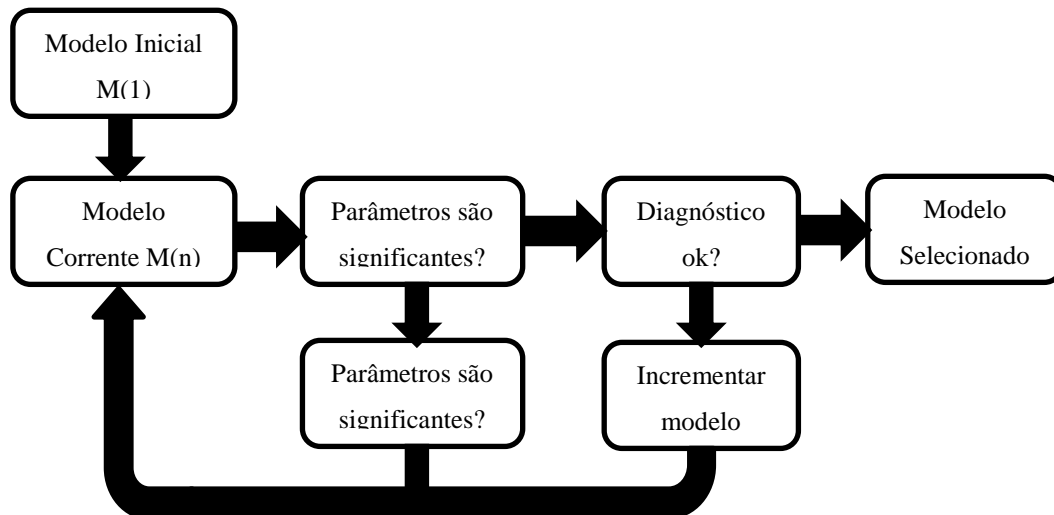 Modelo Inicial
M(1)
Modelo
Corrente M(n)
Parâmetros são
significantes?
Diagnóstico
ok?
Modelo
Selecionado
Parâmetros são
significantes?
Incrementar
modelo